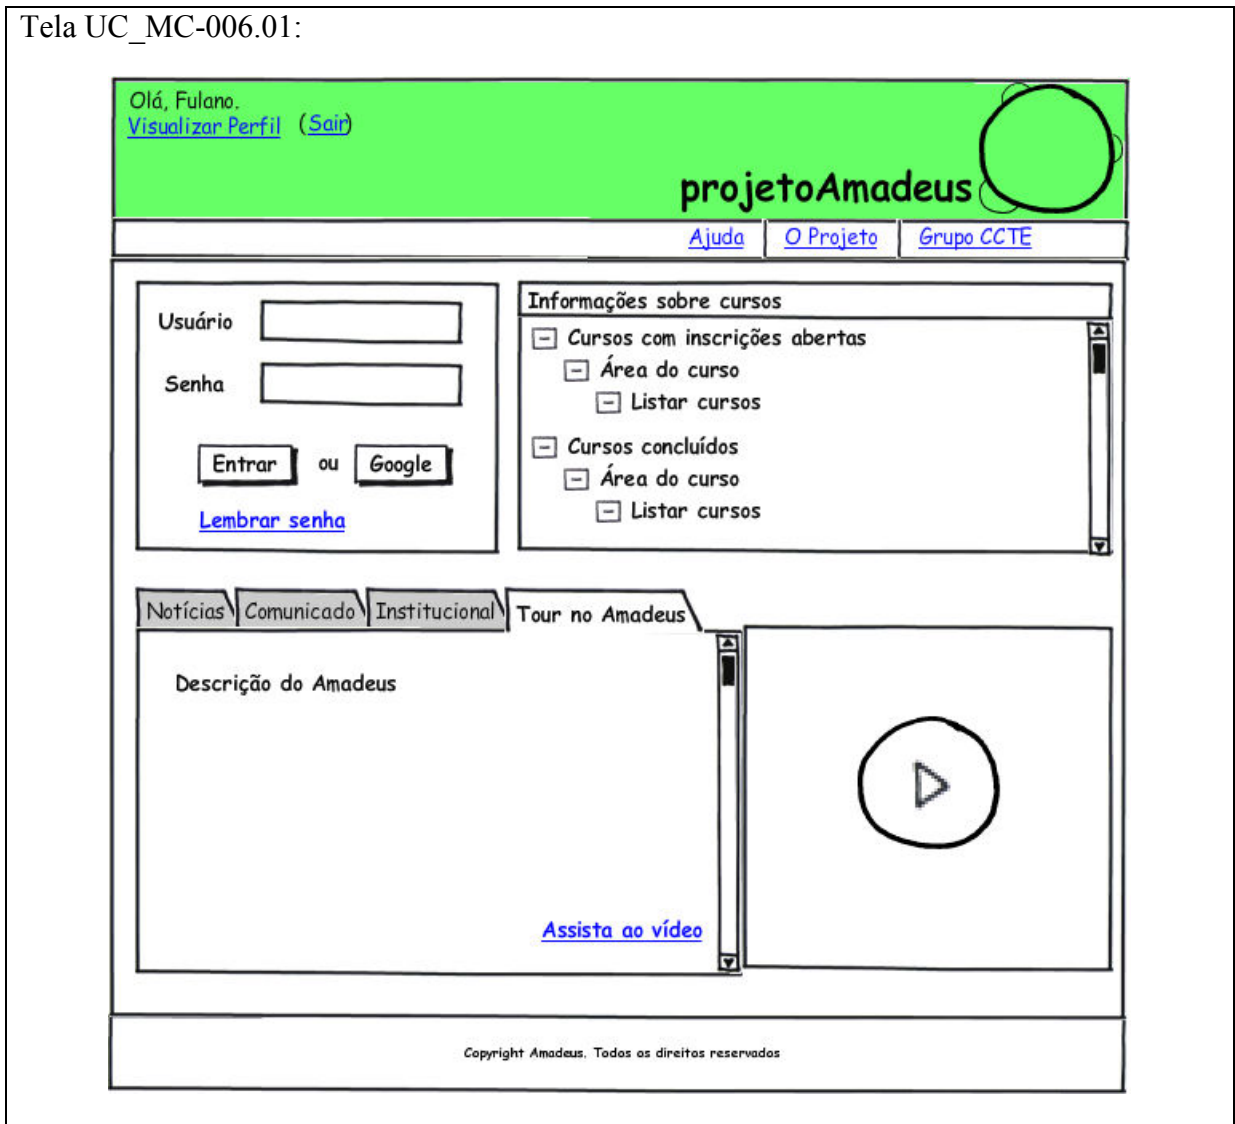 Tela UC_MC-006.01:
Olá, Fulano.
Visualizar Perfil (Sair)
projetoAmadeus
Ajuda O Projeto Grupo CCTE
Usuário
Senha
Entrar ou Google
Lembrar senha
Informações sobre cursos
Cursos com inscrições abertas
Área do curso
Listar cursos
Cursos concluídos
Área do curso
Listar cursos
Notícias Comunicado Institucional Tour no Amadeus
Descrição do Amadeus
Assista ao vídeo
Copyright Amadeus. Todos os direitos reservados